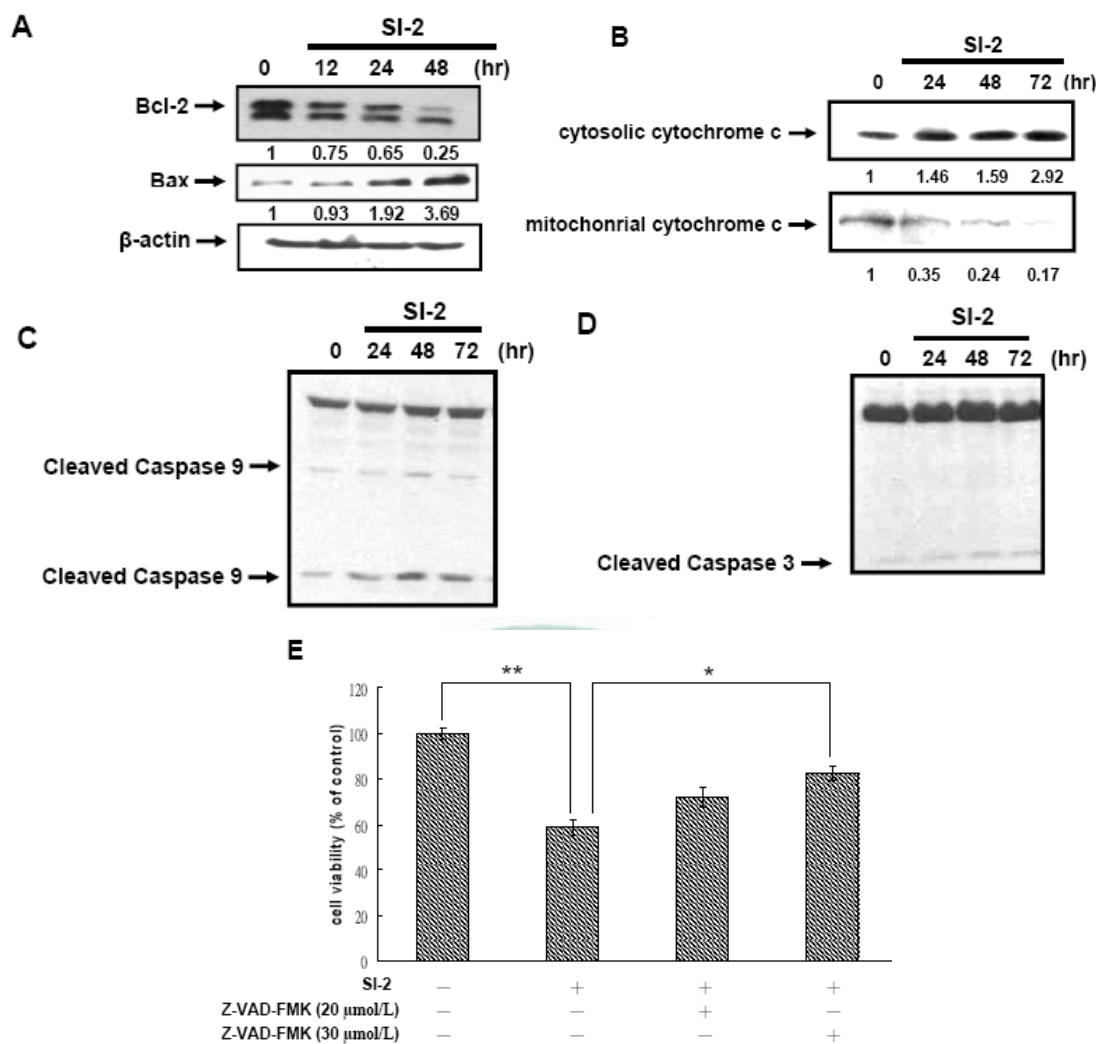 A
SI-2
0 12 24 48 (hr)
Bcl-2
1 0.75 0.65 0.25
Bax
1 0.93 1.92 3.69
β-actin
B
SI-2
0 24 48 72 (hr)
cytosolic cytochrome c
1 1.46 1.59 2.92
mitochonrial cytochrome c
1 0.35 0.24 0.17
C
SI-2
0 24 48 72 (hr)
Cleaved Caspase 9
Cleaved Caspase 9
D
SI-2
0 24 48 72 (hr)
Cleaved Caspase 3
E
** *
cell viability (% of control)
120
100
80
60
40
20
0
SI-2 — + + +
Z-VAD-FMK (20 µmol/L) — — + —
Z-VAD-FMK (30 µmol/L) — — — +